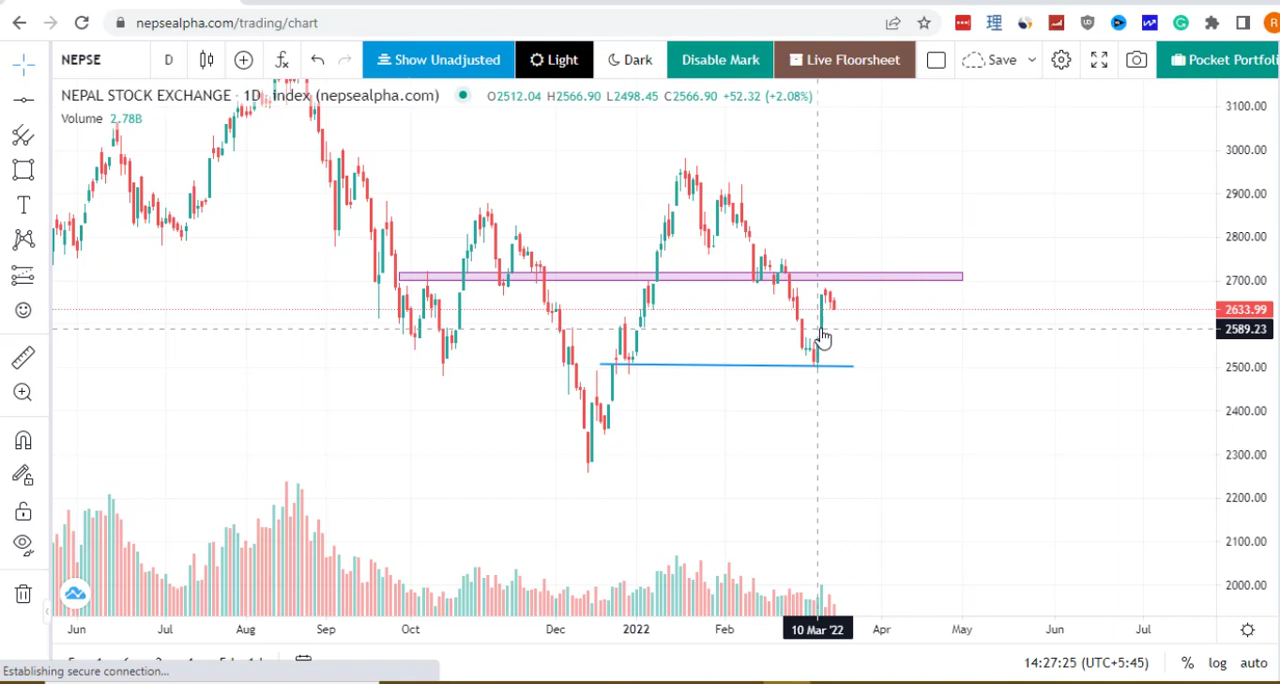 nepsealpha.com/trading/chart
NEPSE D Show Unadjusted Light Dark Disable Mark Live Floorsheet Save Pocket Portfoli
NEPAL STOCK EXCHANGE · 1D index (nepsealpha.com) O2512.04 H2566.90 L2498.45 C2566.90 +52.32 (+2.08%)
Volume 2.78B
3100.00
3000.00
2900.00
2800.00
2700.00
2633.99
2589.23
2500.00
2400.00
2300.00
2200.00
2100.00
2000.00
Jun Jul Aug Sep Oct Dec 2022 Feb 10 Mar '22 Apr May Jun Jul
14:27:25 (UTC+5:45) % log auto
Establishing secure connection...